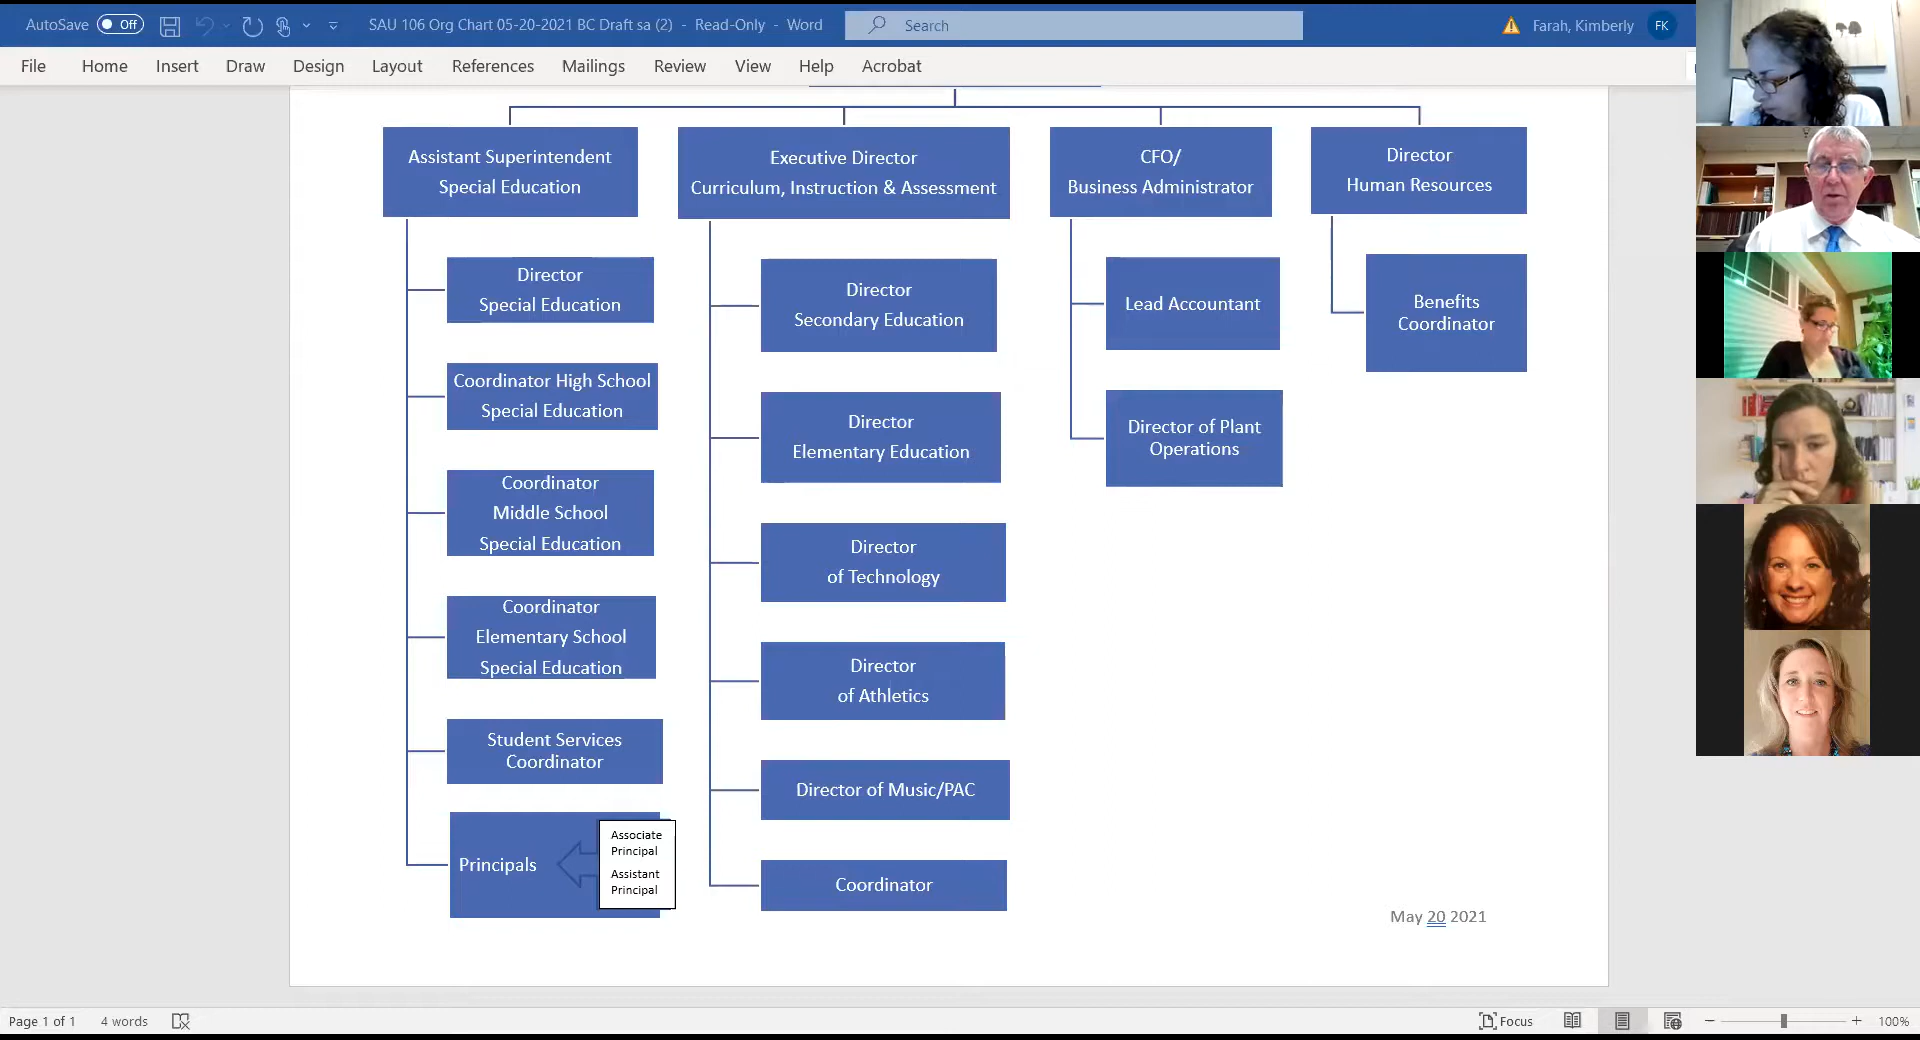 AutoSave Off SAU 106 Org Chart 05-20-2021 BC Draft sa (2) - Read-Only - Word Search Farah, Kimberly FK
File Home Insert Draw Design Layout References Mailings Review View Help Acrobat
Assistant Superintendent
Special Education
Director
Special Education
Coordinator High School
Special Education
Coordinator
Middle School
Special Education
Coordinator
Elementary School
Special Education
Student Services
Coordinator
Principals
Associate
Principal
Assistant
Principal
Executive Director
Curriculum, Instruction & Assessment
Director
Secondary Education
Director
Elementary Education
Director
of Technology
Director
of Athletics
Director of Music/PAC
Coordinator
CFO/
Business Administrator
Lead Accountant
Director of Plant
Operations
Director
Human Resources
Benefits
Coordinator
May 20 2021
Page 1 of 1 4 words Focus 100%